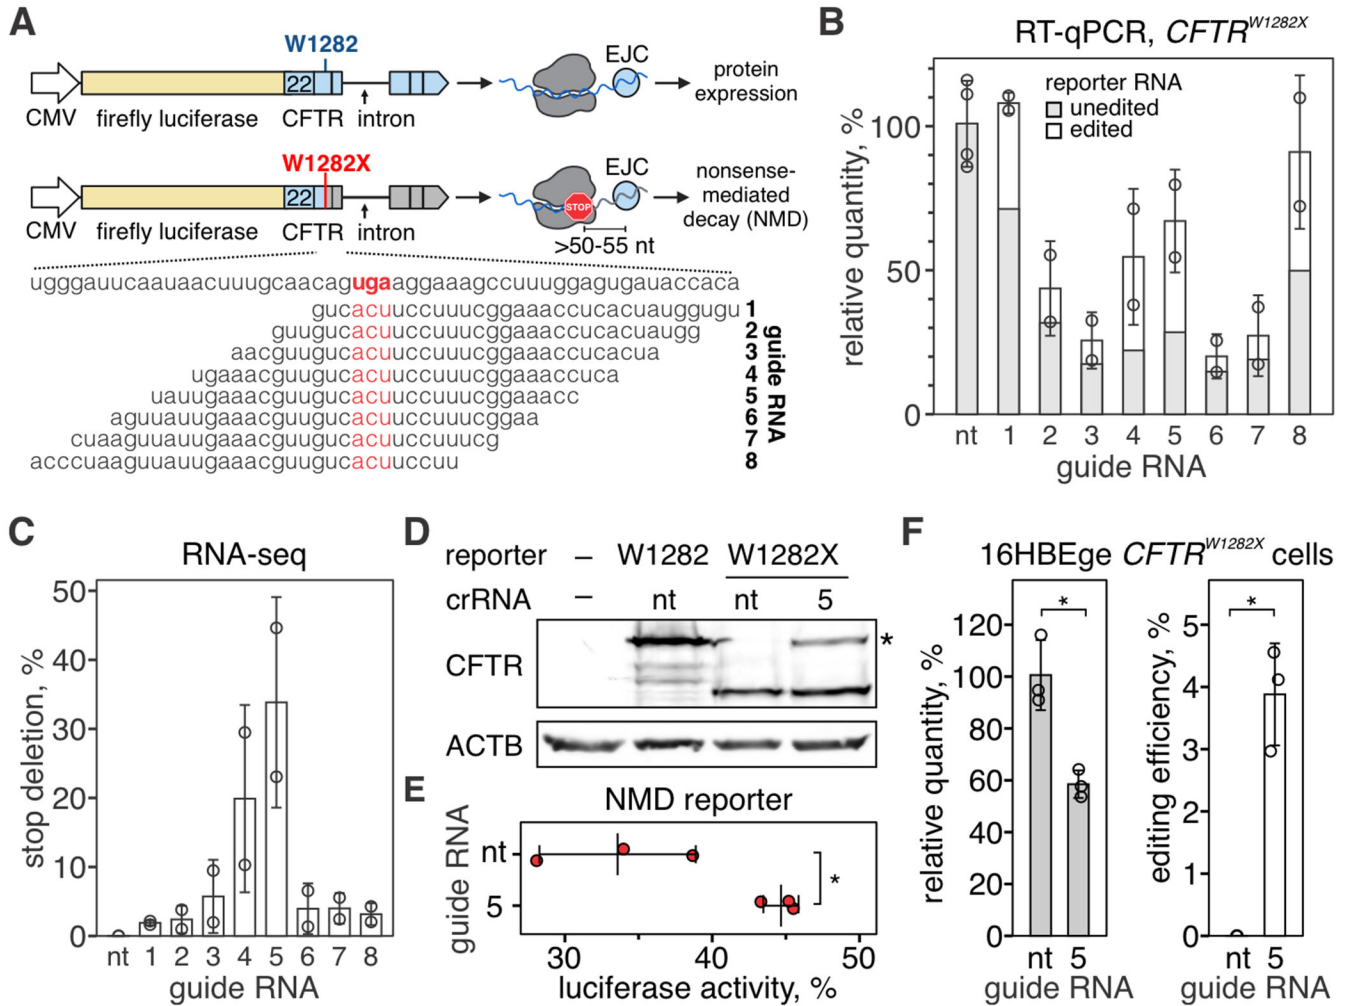 A
W1282
22
EJC
CMV
firefly luciferase
CFTR
intron
protein
expression
W1282X
22
STOP
EJC
CMV
firefly luciferase
CFTR
intron
>50-55 nt
nonsense-
mediated
decay (NMD)
ugggauucaauaacuuugcaacagugaaggaaagccuuuggagugauaccaca
gucacuuccuuucggaaaccucacuauggugu 1
guugucacuuccuuucggaaaccucacuaugg 2
aacguugucacuuccuuucggaaaccucacua 3
ugaaacguugucacuuccuuucggaaaccuca 4
uauugaaacguugucacuuccuuucggaaacc 5
aguuauugaaacguugucacuuccuuucggaa 6
cuaaguuauugaaacguugucacuuccuuucg 7
acccuaaguuauugaaacguugucacuuccuu 8
guide RNA
B
RT-qPCR, CFTR W1282X
reporter RNA
unedited
edited
relative quantity, %
100
50
0
nt 1 2 3 4 5 6 7 8
guide RNA
C
RNA-seq
stop deletion, %
50
40
30
20
10
0
nt 1 2 3 4 5 6 7 8
guide RNA
D
reporter – W1282 W1282X
crRNA – nt nt 5
CFTR
*
ACTB
E
NMD reporter
guide RNA
nt
5
*
30 40 50
luciferase activity, %
F
16HBEge CFTR W1282X cells
relative quantity, %
120
100
80
60
40
20
0
*
nt 5
guide RNA
editing efficiency, %
5
4
3
2
1
0
*
nt 5
guide RNA